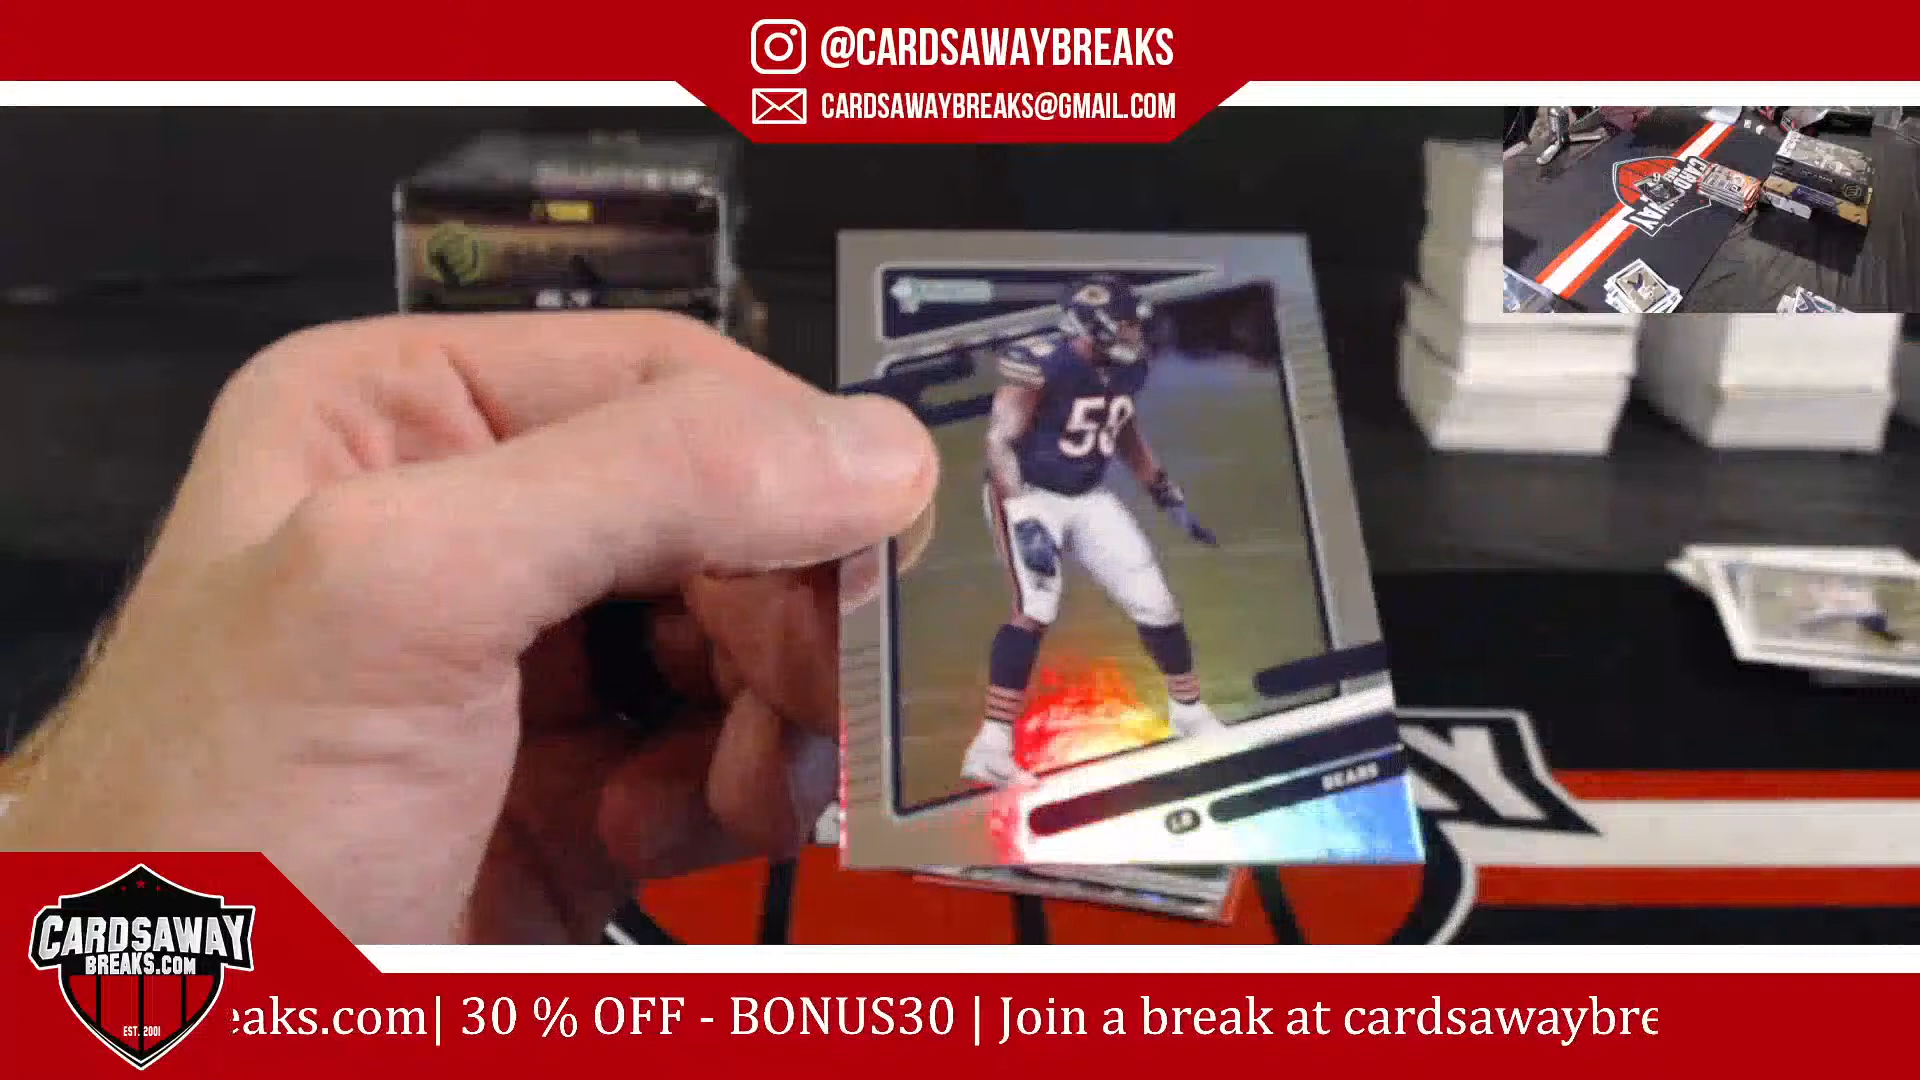 @CARDSAWAYBREAKS
CARDSAWAYBREAKS@GMAIL.COM
58
BEARS
CARDSAWAY
BREAKS.COM
EST. 2001
eaks.com| 30 % OFF - BONUS30 | Join a break at cardsawaybre